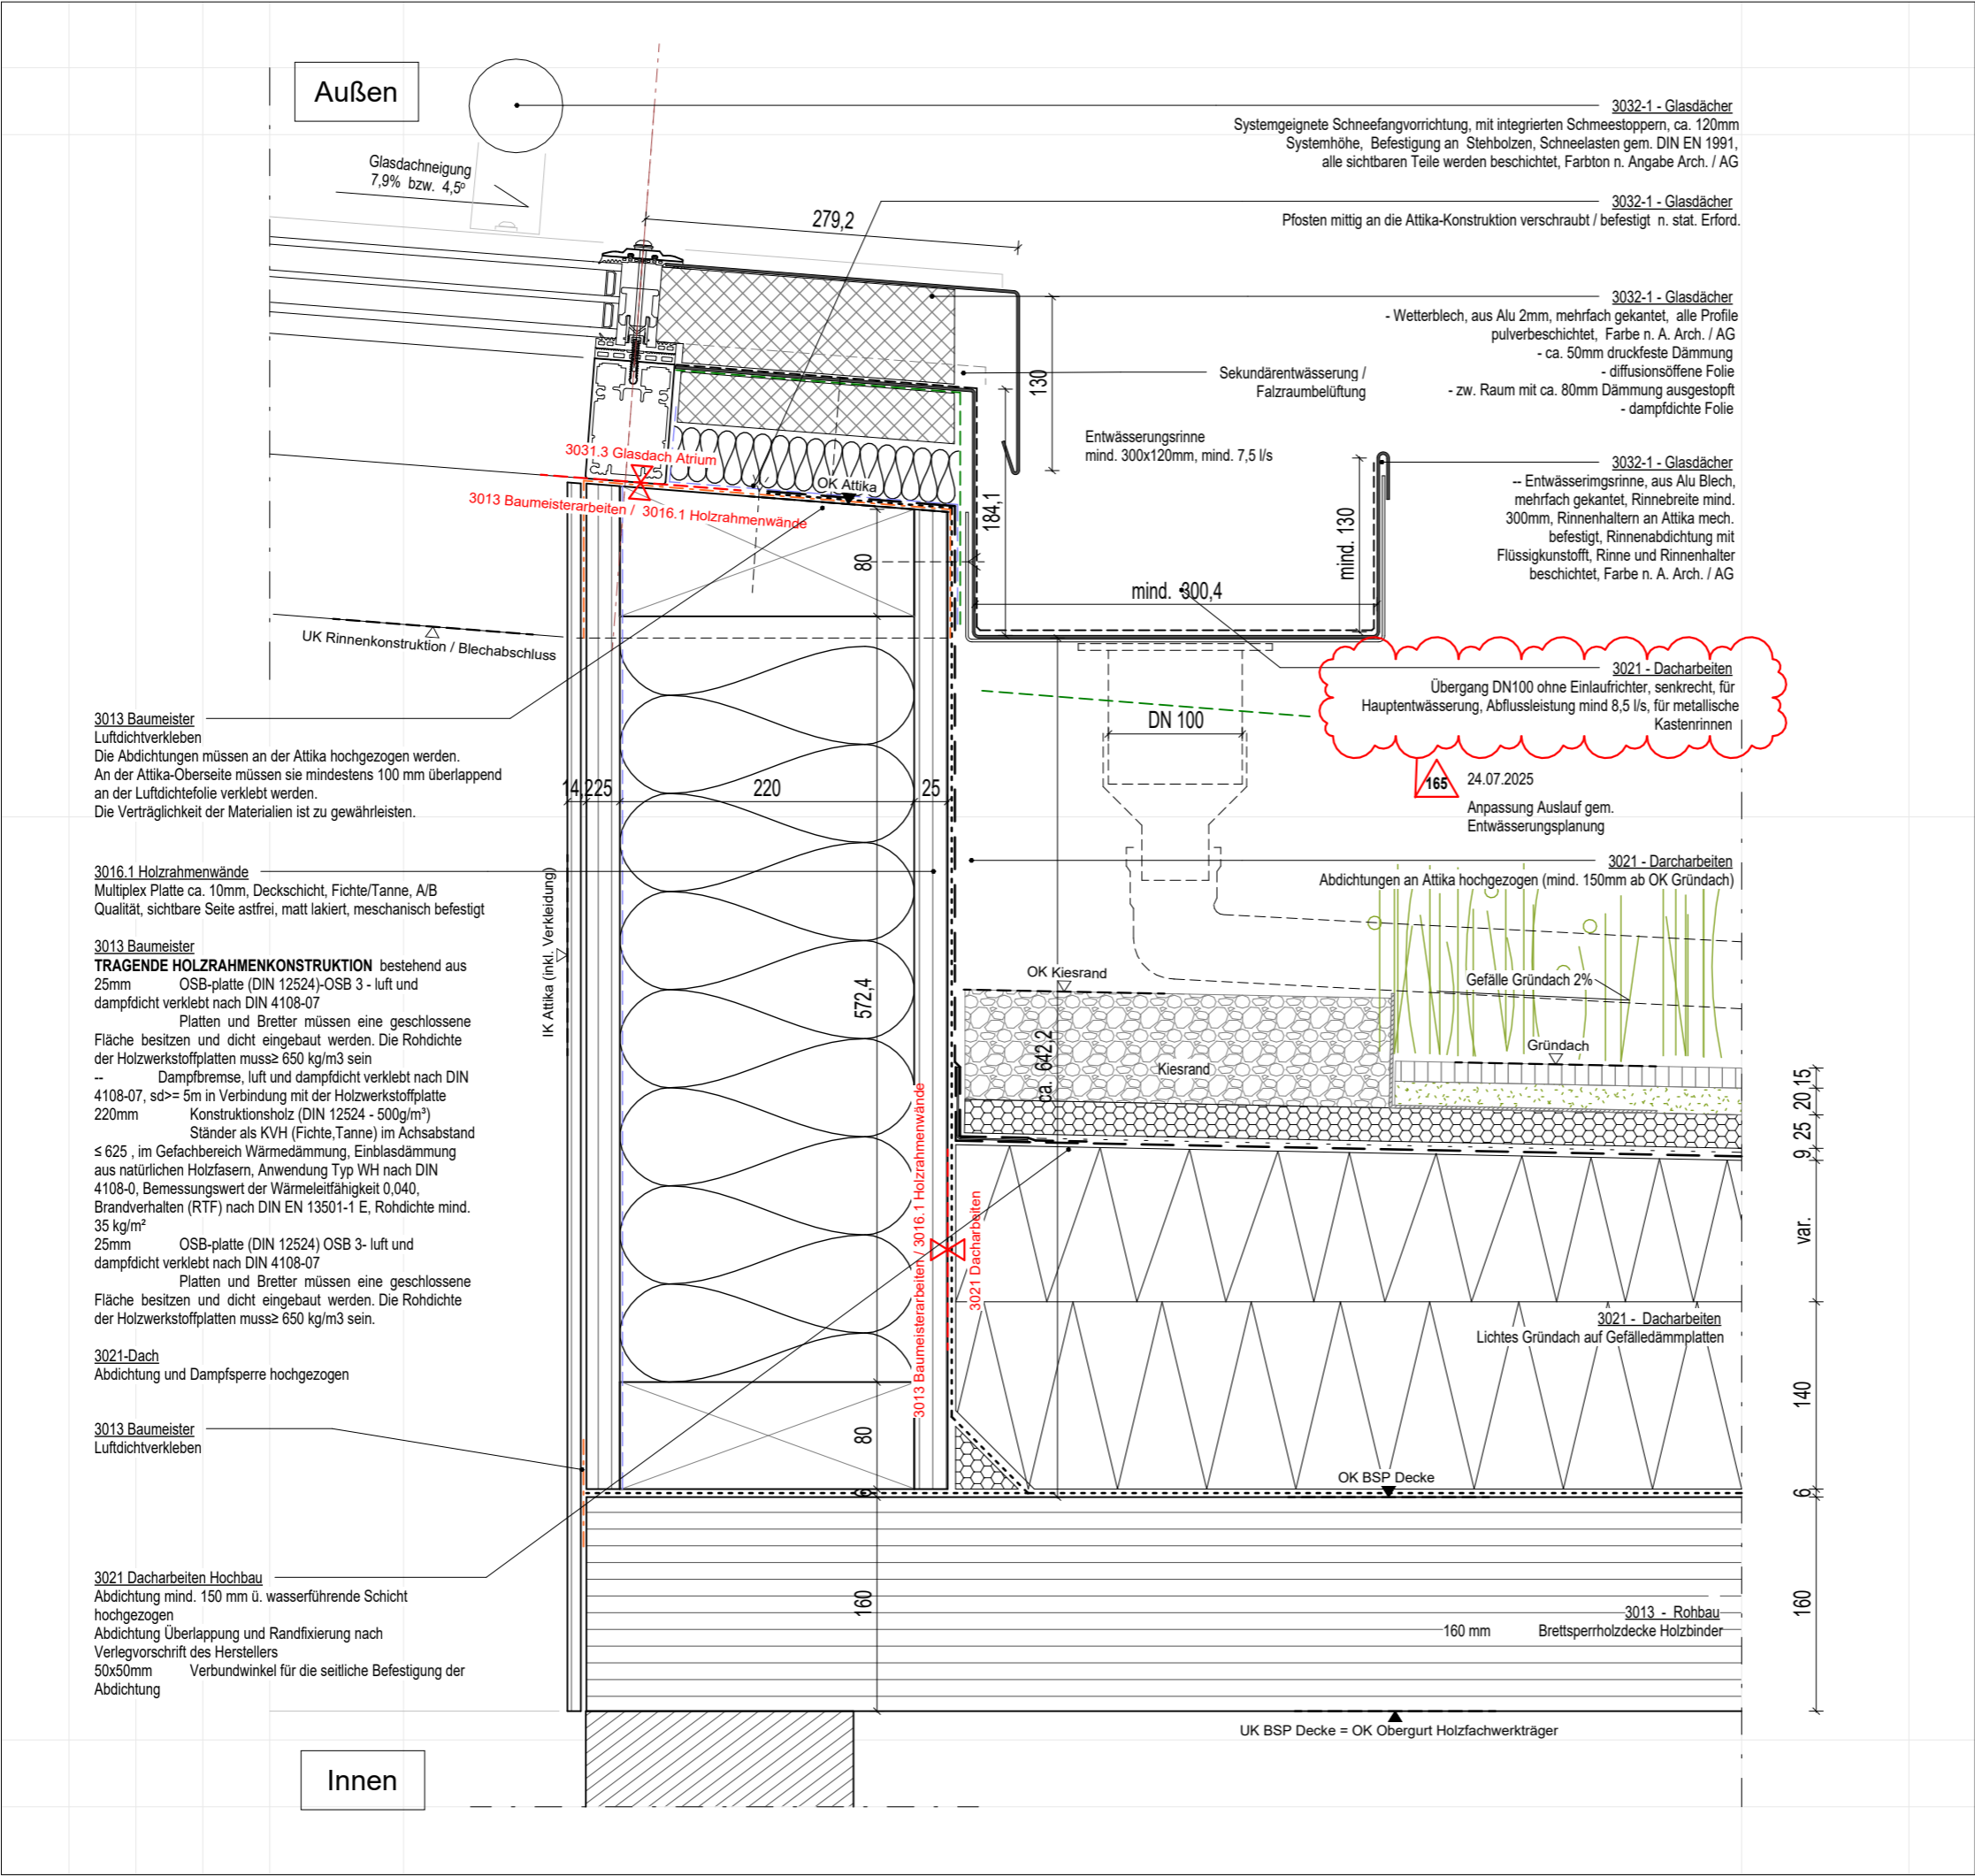 Außen
Glasdachneigung
7,9% bzw. 4,5º
279,2
3032-1 - Glasdächer
Systemgeeignete Schneefangvorrichtung, mit integrierten Schmeestoppern, ca. 120mm
Systemhöhe, Befestigung an Stehbolzen, Schneelasten gem. DIN EN 1991,
alle sichtbaren Teile werden beschichtet, Farbton n. Angabe Arch. / AG
3032-1 - Glasdächer
Pfosten mittig an die Attika-Konstruktion verschraubt / befestigt n. stat. Erford.
3032-1 - Glasdächer
- Wetterblech, aus Alu 2mm, mehrfach gekantet, alle Profile
pulverbeschichtet, Farbe n. A. Arch. / AG
- ca. 50mm druckfeste Dämmung
- diffusionsöffene Folie
- zw. Raum mit ca. 80mm Dämmung ausgestopft
- dampfdichte Folie
Sekundärentwässerung /
Falzraumbelüftung
130
Entwässerungsrinne
mind. 300x120mm, mind. 7,5 l/s
3032-1 - Glasdächer
-- Entwässerimgsrinne, aus Alu Blech,
mehrfach gekantet, Rinnebreite mind.
300mm, Rinnenhaltern an Attika mech.
befestigt, Rinnenabdichtung mit
Flüssigkunstofft, Rinne und Rinnenhalter
beschichtet, Farbe n. A. Arch. / AG
3031.3 Glasdach Atrium
OK Attika
3013 Baumeisterarbeiten / 3016.1 Holzrahmenwände
184,1
mind. 130
80
mind. 300,4
UK Rinnenkonstruktion / Blechabschluss
3021 - Dacharbeiten
Übergang DN100 ohne Einlaufrichter, senkrecht, für
Hauptentwässerung, Abflussleistung mind 8,5 l/s, für metallische
Kastenrinnen
165
24.07.2025
Anpassung Auslauf gem.
Entwässerungsplanung
DN 100
3013 Baumeister
Luftdichtverkleben
Die Abdichtungen müssen an der Attika hochgezogen werden.
An der Attika-Oberseite müssen sie mindestens 100 mm überlappend
an der Luftdichtefolie verklebt werden.
Die Verträglichkeit der Materialien ist zu gewährleisten.
14,225
220
25
3016.1 Holzrahmenwände
Multiplex Platte ca. 10mm, Deckschicht, Fichte/Tanne, A/B
Qualität, sichtbare Seite astfrei, matt lakiert, meschanisch befestigt
3021 - Darcharbeiten
Abdichtungen an Attika hochgezogen (mind. 150mm ab OK Gründach)
IK Attika (inkl. Verkleidung)
3013 Baumeister
TRAGENDE HOLZRAHMENKONSTRUKTION bestehend aus
25mm OSB-platte (DIN 12524)-OSB 3 - luft und
dampfdicht verklebt nach DIN 4108-07
Platten und Bretter müssen eine geschlossene
Fläche besitzen und dicht eingebaut werden. Die Rohdichte
der Holzwerkstoffplatten muss≥ 650 kg/m3 sein
-- Dampfbremse, luft und dampfdicht verklebt nach DIN
4108-07, sd>= 5m in Verbindung mit der Holzwerkstoffplatte
220mm Konstruktionsholz (DIN 12524 - 500g/m³)
Ständer als KVH (Fichte,Tanne) im Achsabstand
≤ 625 , im Gefachbereich Wärmedämmung, Einblasdämmung
aus natürlichen Holzfasern, Anwendung Typ WH nach DIN
4108-0, Bemessungswert der Wärmeleitfähigkeit 0,040,
Brandverhalten (RTF) nach DIN EN 13501-1 E, Rohdichte mind.
35 kg/m²
25mm OSB-platte (DIN 12524) OSB 3- luft und
dampfdicht verklebt nach DIN 4108-07
Platten und Bretter müssen eine geschlossene
Fläche besitzen und dicht eingebaut werden. Die Rohdichte
der Holzwerkstoffplatten muss≥ 650 kg/m3 sein.
OK Kiesrand
Gefälle Gründach 2%
572,4
ca. 642,2
Kiesrand
Gründach
15
20
25
9
var.
140
6
160
3013 Baumeisterarbeiten / 3016.1 Holzrahmenwände
3021 Dacharbeiten
3021 - Dacharbeiten
Lichtes Gründach auf Gefälledämmplatten
3021-Dach
Abdichtung und Dampfsperre hochgezogen
3013 Baumeister
Luftdichtverkleben
80
6
OK BSP Decke
160
3021 Dacharbeiten Hochbau
Abdichtung mind. 150 mm ü. wasserführende Schicht
hochgezogen
Abdichtung Überlappung und Randfixierung nach
Verlegvorschrift des Herstellers
50x50mm Verbundwinkel für die seitliche Befestigung der
Abdichtung
3013 - Rohbau
160 mm Brettsperrholzdecke Holzbinder
UK BSP Decke = OK Obergurt Holzfachwerkträger
Innen